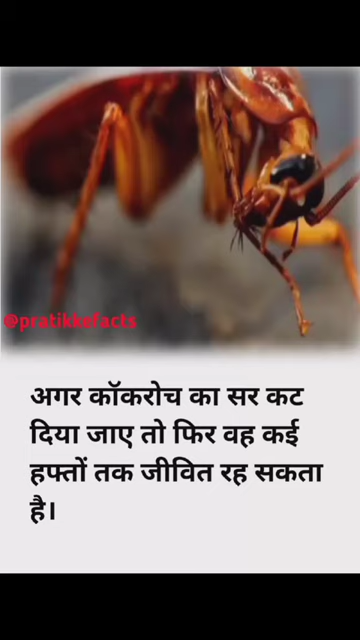 @pratikkefacts
अगर कॉकरोच का सर कट
दिया जाए तो फिर वह कई
हफ्तों तक जीवित रह सकता
है।